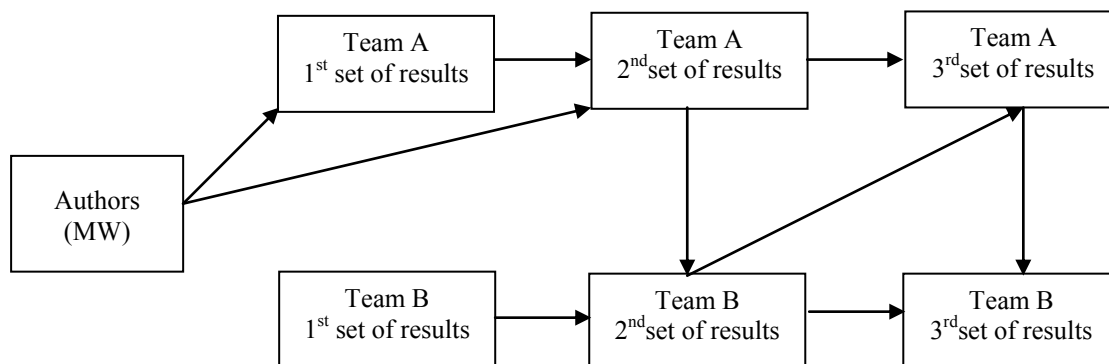 Team A
1st set of results
Team A
2nd set of results
Team A
3rd set of results
Authors
(MW)
Team B
1st set of results
Team B
2nd set of results
Team B
3rd set of results